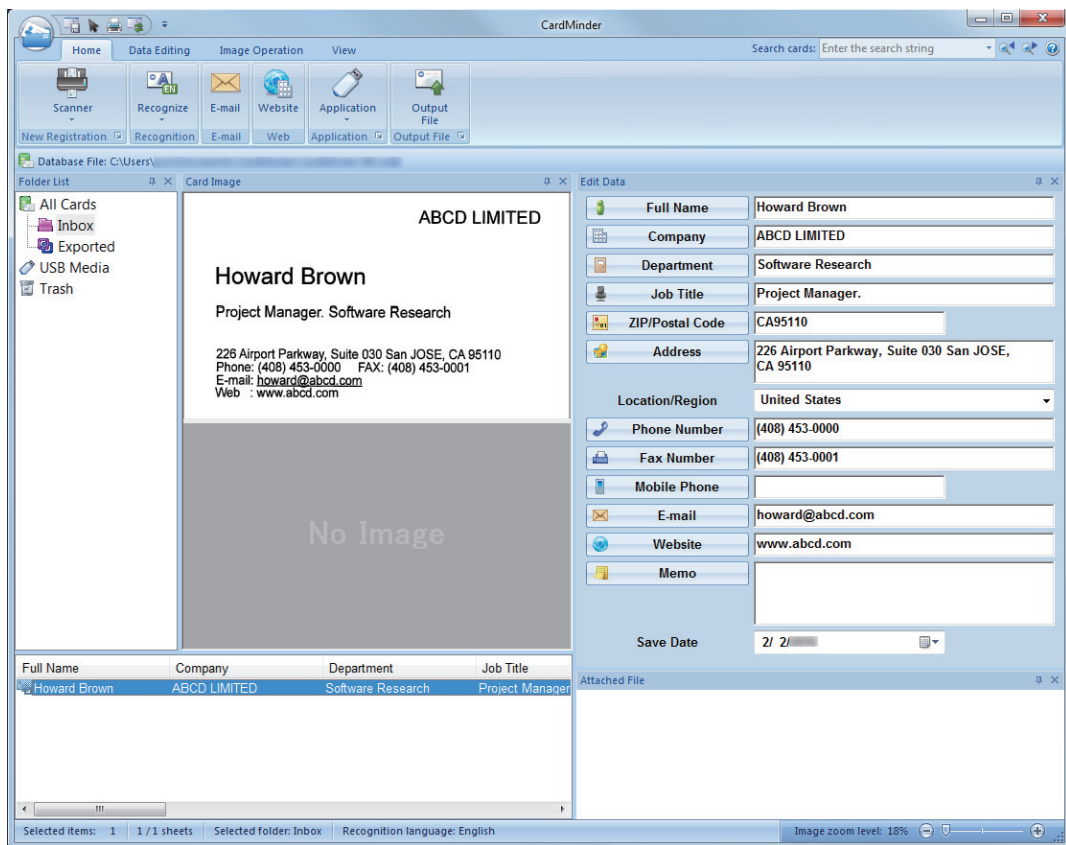 CardMinder
Home Data Editing Image Operation View
Search cards: Enter the search string
Scanner Recognize E-mail Website Application Output File
New Registration Recognition E-mail Web Application Output File
Database File: C:\Users\
Folder List
All Cards
Inbox
Exported
USB Media
Trash
Card Image
ABCD LIMITED
Howard Brown
Project Manager. Software Research
226 Airport Parkway, Suite 030 San JOSE, CA 95110
Phone: (408) 453-0000 FAX: (408) 453-0001
E-mail: howard@abcd.com
Web : www.abcd.com
No Image
Edit Data
Full Name Howard Brown
Company ABCD LIMITED
Department Software Research
Job Title Project Manager.
ZIP/Postal Code CA95110
Address 226 Airport Parkway, Suite 030 San JOSE,
CA 95110
Location/Region United States
Phone Number (408) 453-0000
Fax Number (408) 453-0001
Mobile Phone
E-mail howard@abcd.com
Website www.abcd.com
Memo
Save Date 2/ 2/
Full Name Company Department Job Title
Howard Brown ABCD LIMITED Software Research Project Manager
Attached File
Selected items: 1 1 / 1 sheets Selected folder: Inbox Recognition language: English Image zoom level: 18%